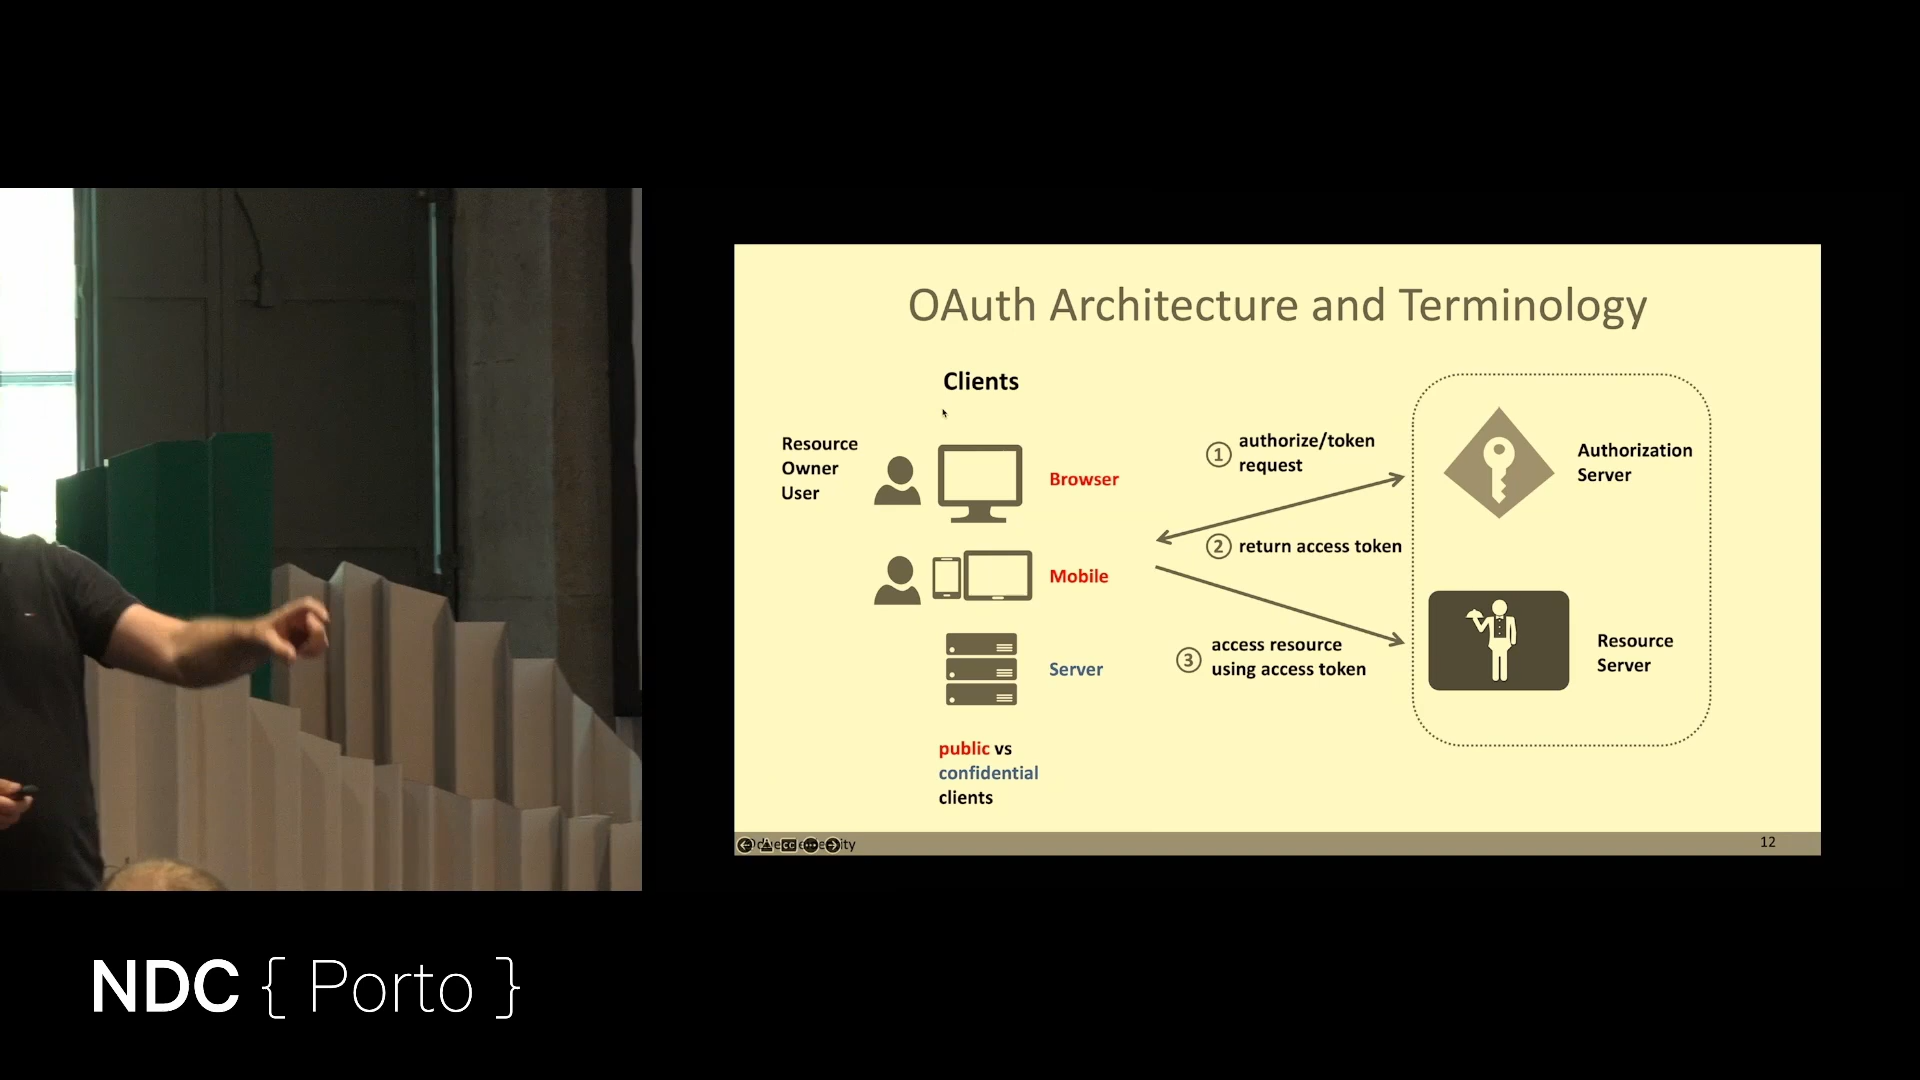 OAuth Architecture and Terminology
Clients
Resource
Owner
User
Browser
Mobile
Server
public vs
confidential
clients
1 authorize/token
request
2 return access token
3 access resource
using access token
Authorization
Server
Resource
Server
12
NDC { Porto }